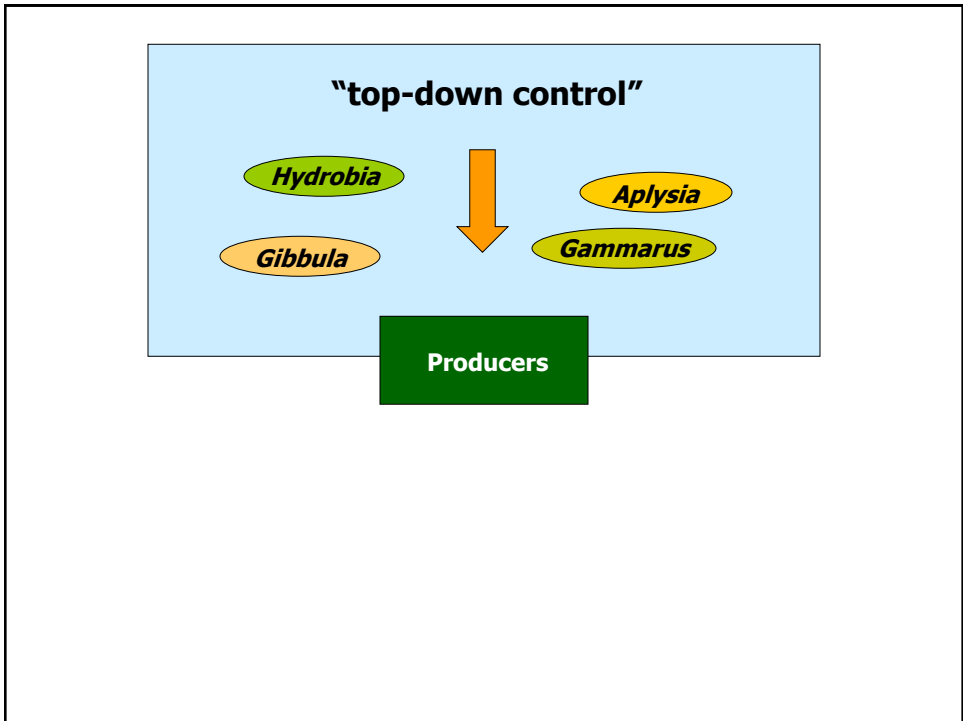 “top-down control”
Hydrobia
Aplysia
Gibbula
Gammarus
Producers